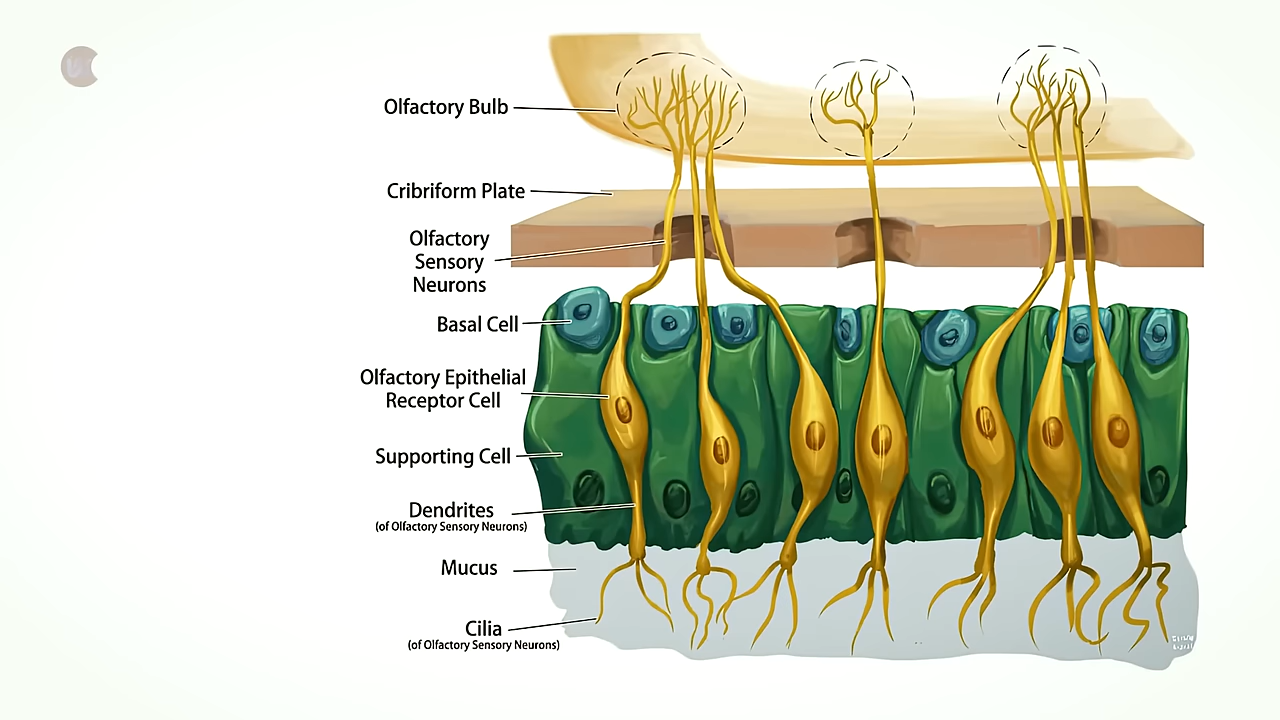 Olfactory Bulb
Cribriform Plate
Olfactory
Sensory
Neurons
Basal Cell
Olfactory Epithelial
Receptor Cell
Supporting Cell
Dendrites
(of Olfactory Sensory Neurons)
Mucus
Cilia
(of Olfactory Sensory Neurons)